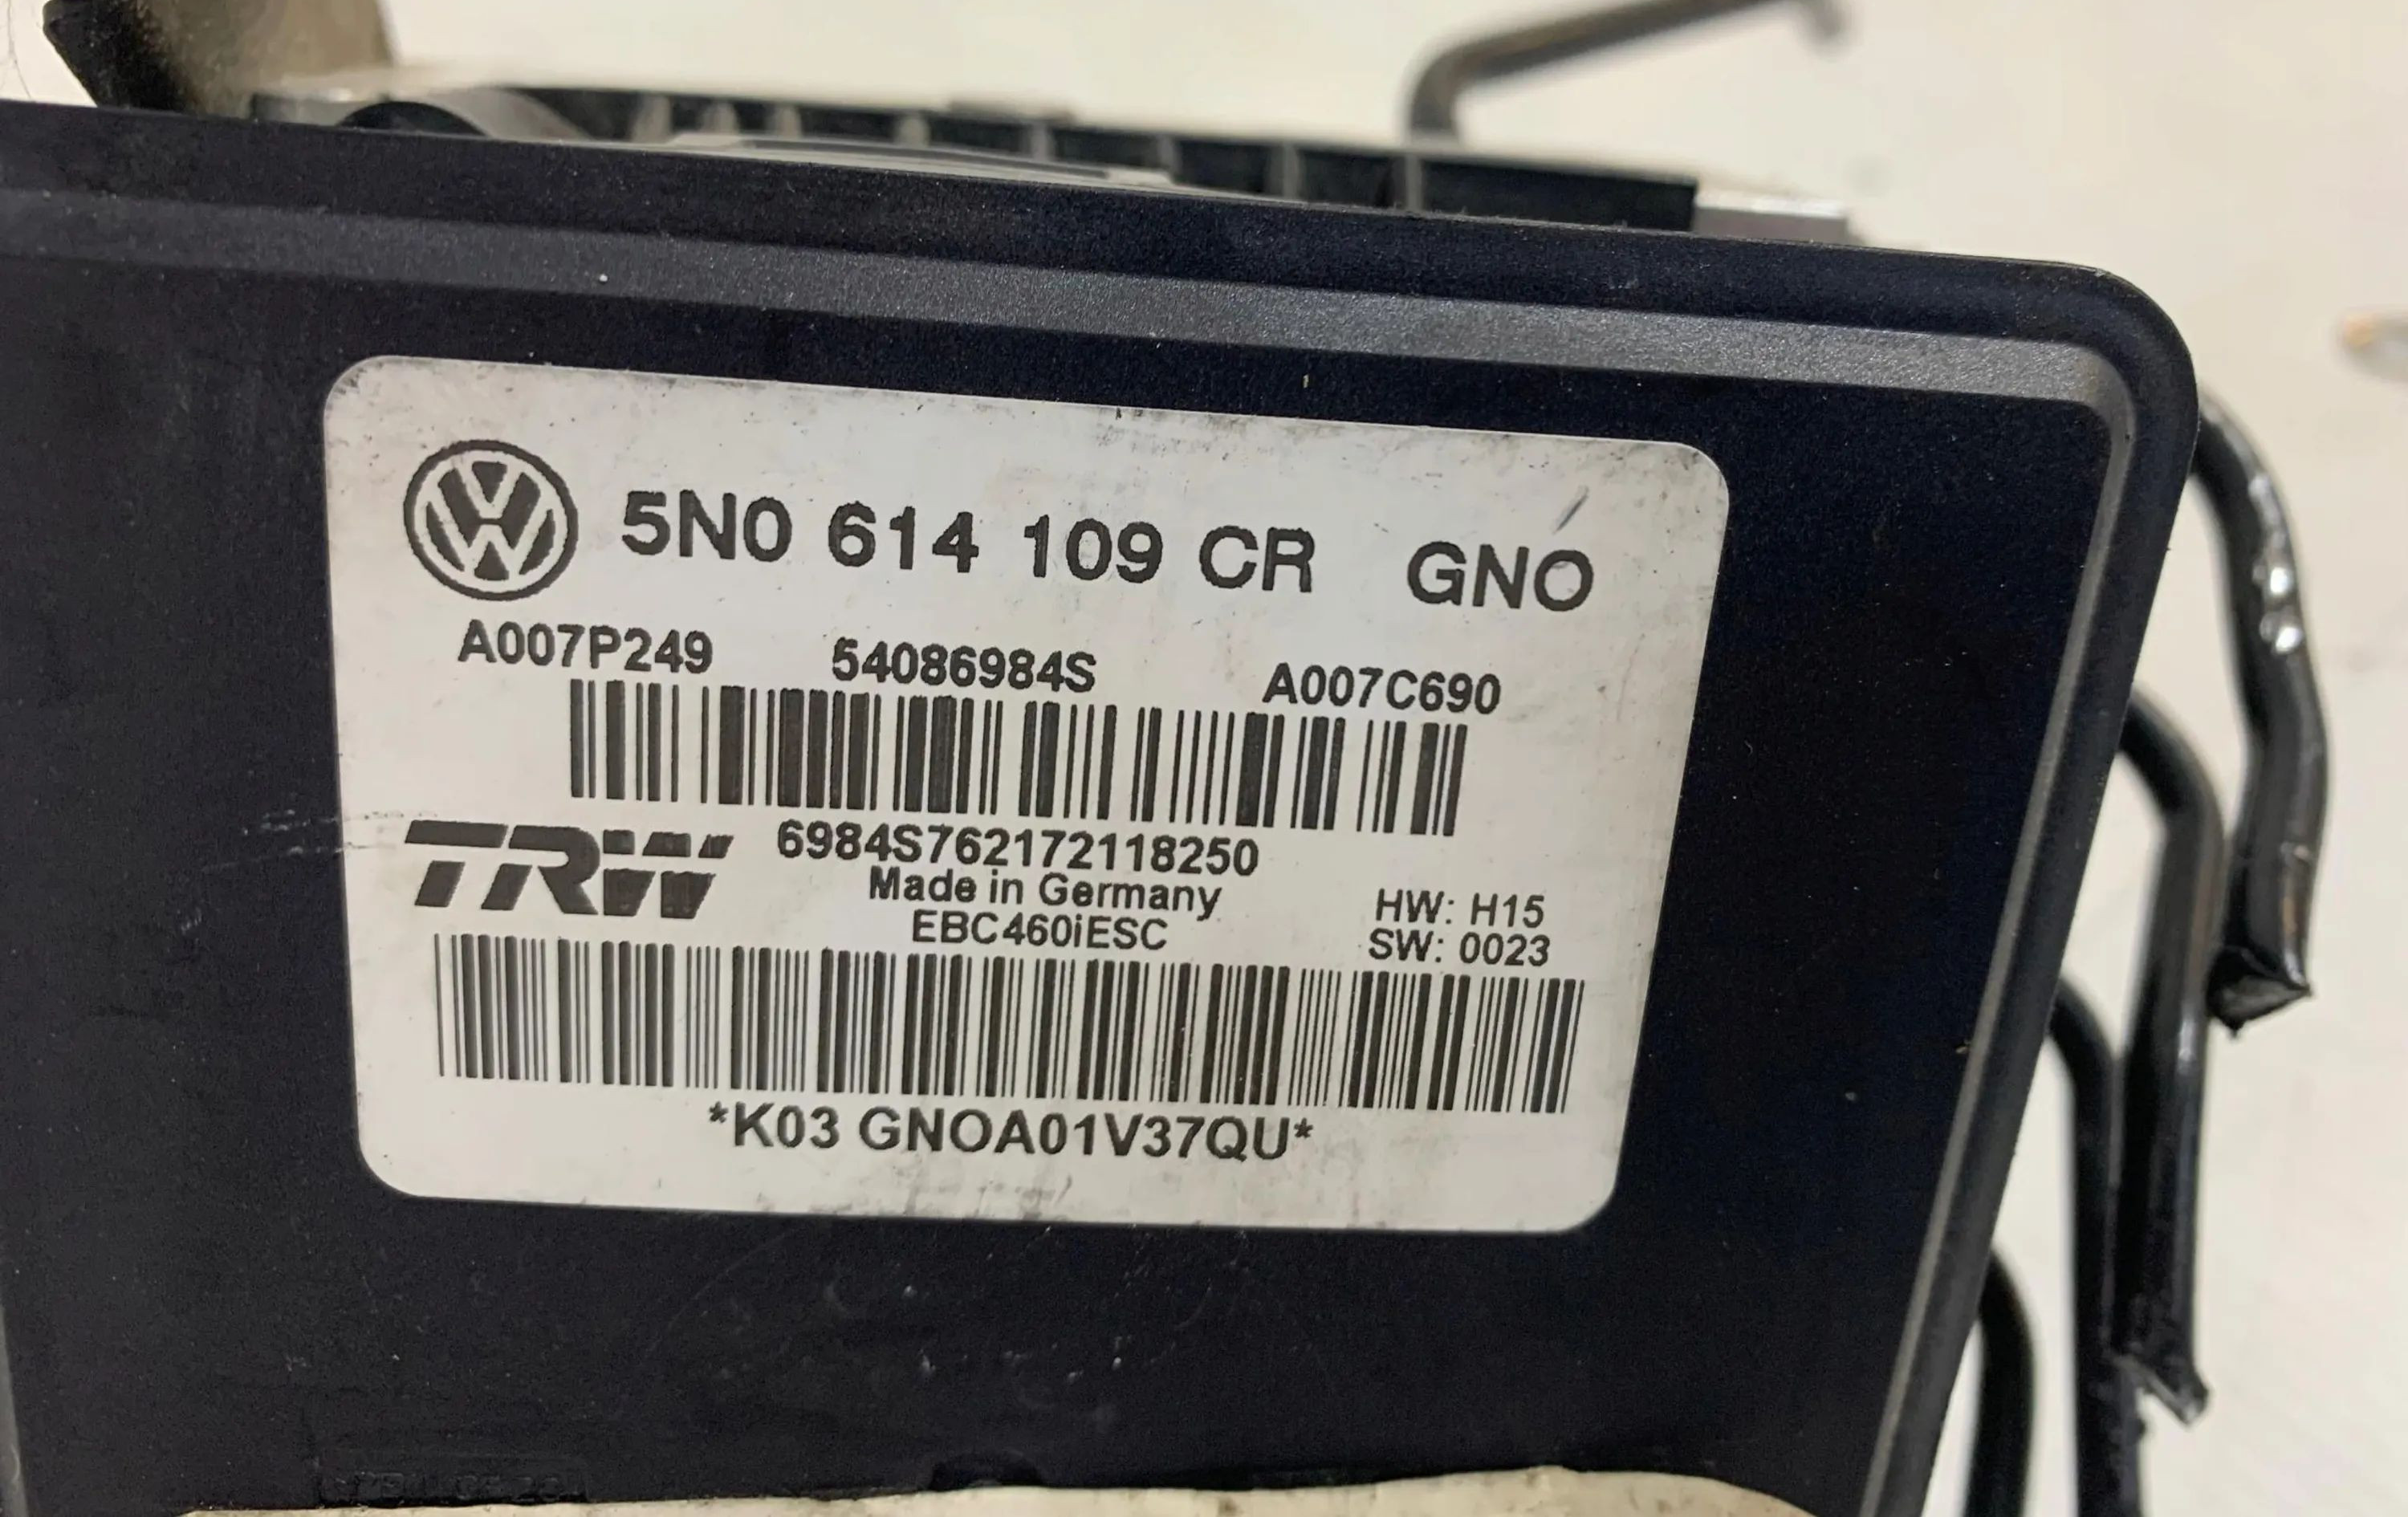 5N0 614 109 CR GNO
A007P249 54086984S A007C690
TRW 6984S762172118250
Made in Germany
EBC460iESC
HW: H15
SW: 0023
*K03 GNOA01V37QU*